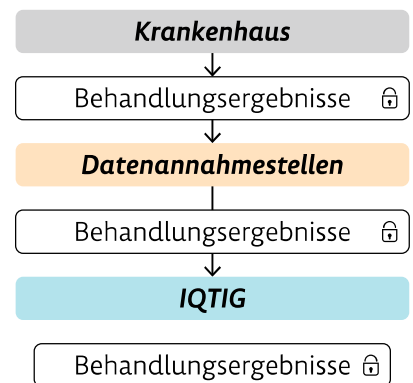 Krankenhaus
Behandlungsergebnisse
Datenannahmestellen
Behandlungsergebnisse
IQTIG
Behandlungsergebnisse